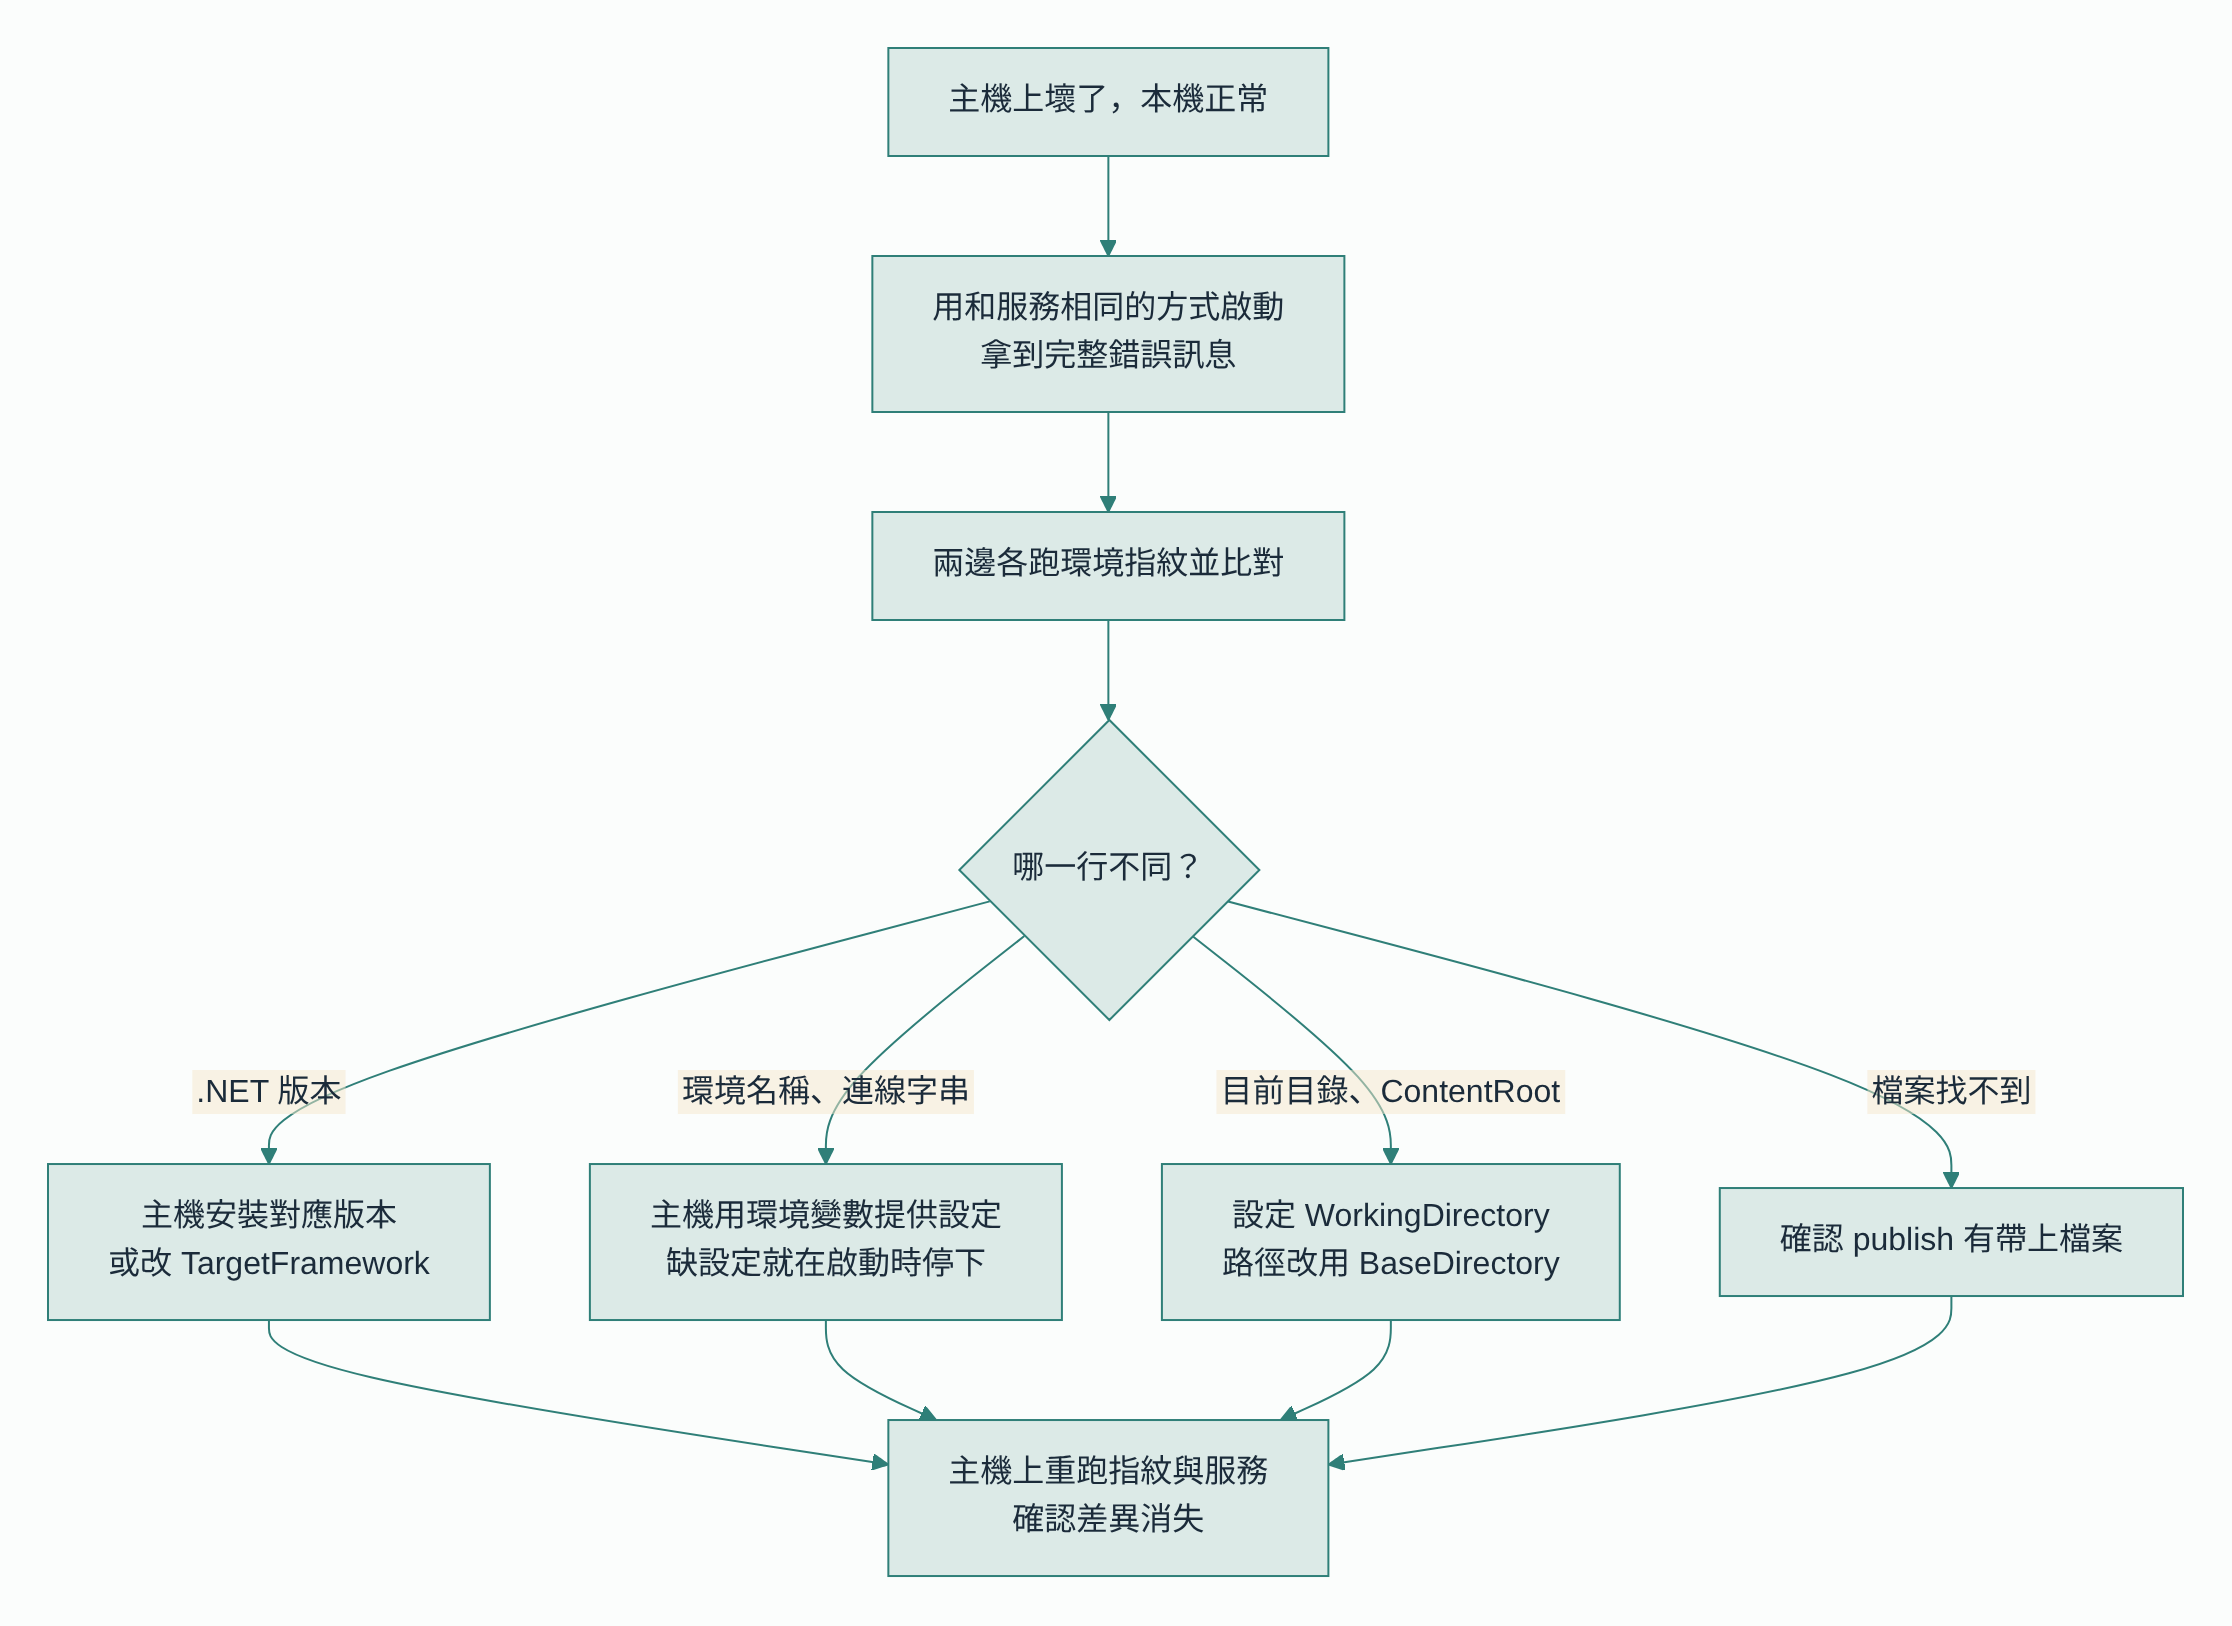 主機上壞了，本機正常
用和服務相同的方式啟動
拿到完整錯誤訊息
兩邊各跑環境指紋並比對
哪一行不同？
.NET 版本
環境名稱、連線字串
目前目錄、ContentRoot
檔案找不到
主機安裝對應版本
或改 TargetFramework
主機用環境變數提供設定
缺設定就在啟動時停下
設定 WorkingDirectory
路徑改用 BaseDirectory
確認 publish 有帶上檔案
主機上重跑指紋與服務
確認差異消失